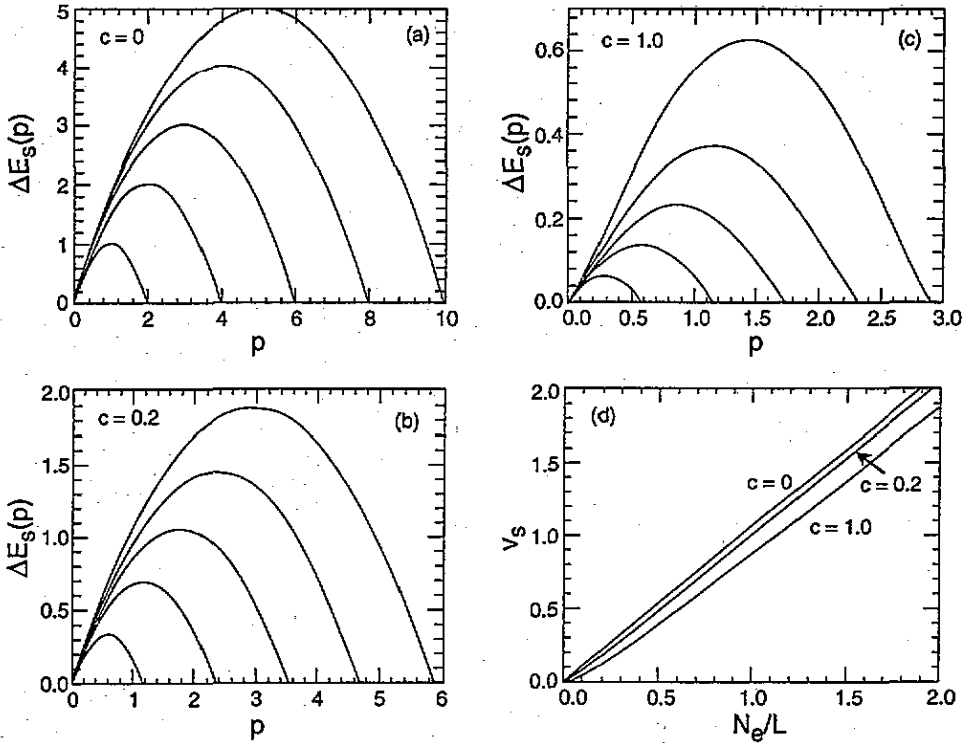 5
c = 0
(a)
4
3
2
1
0
ΔE_s(p)
0 2 4 6 8 10
p
0.6
c = 1.0
(c)
0.4
0.2
0.0
ΔE_s(p)
0.0 0.5 1.0 1.5 2.0 2.5 3.0
p
2.0
c = 0.2
(b)
1.5
1.0
0.5
0.0
ΔE_s(p)
0 1 2 3 4 5 6
p
2.0
(d)
1.5
c = 0
c = 0.2
1.0
c = 1.0
0.5
0.0
v_s
0.0 0.5 1.0 1.5 2.0
N_e/L